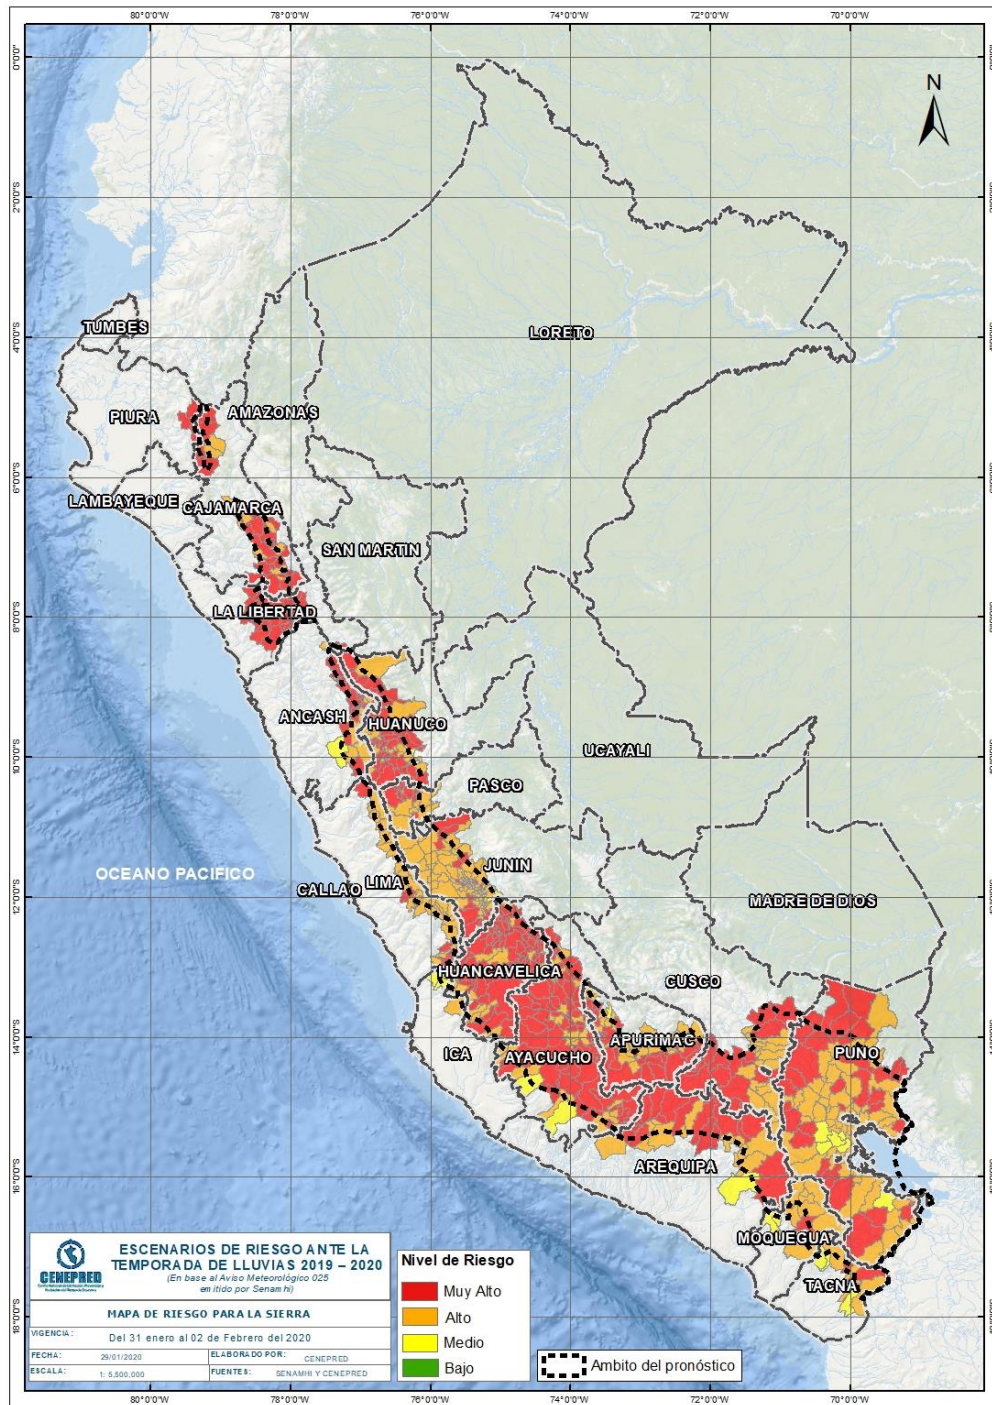 80°0'0"W 78°0'0"W 76°0'0"W 74°0'0"W 72°0'0"W 70°0'0"W
0°0'0"
2°0'0"S
4°0'0"S
6°0'0"S
8°0'0"S
10°0'0"S
12°0'0"S
14°0'0"S
16°0'0"S
18°0'0"S
N
TUMBES
LORETO
PIURA
AMAZONAS
LAMBAYEQUE
CAJAMARCA
SAN MARTIN
LA LIBERTAD
ANCASH
HUANUCO
UCAYALI
PASCO
OCEANO PACIFICO
JUNIN
LIMA
CALLAO
MADRE DE DIOS
HUANCAVELICA
CUSCO
ICA
AYACUCHO
APURIMAC
PUNO
AREQUIPA
MOQUEGUA
TACNA
CENEPRED
ESCENARIOS DE RIESGO ANTE LA
TEMPORADA DE LLUVIAS 2019 – 2020
(En base al Aviso Meteorológico 025
emitido por Senamhi)
MAPA DE RIESGO PARA LA SIERRA
VIGENCIA: Del 31 enero al 02 de Febrero del 2020
FECHA: 29/01/2020 ELABORADO POR: CENEPRED
ESCALA: 1: 5,500,000 FUENTES: SENAMHI Y CENEPRED
Nivel de Riesgo
Muy Alto
Alto
Medio
Bajo
Ambito del pronóstico
80°0'0"W 78°0'0"W 76°0'0"W 74°0'0"W 72°0'0"W 70°0'0"W